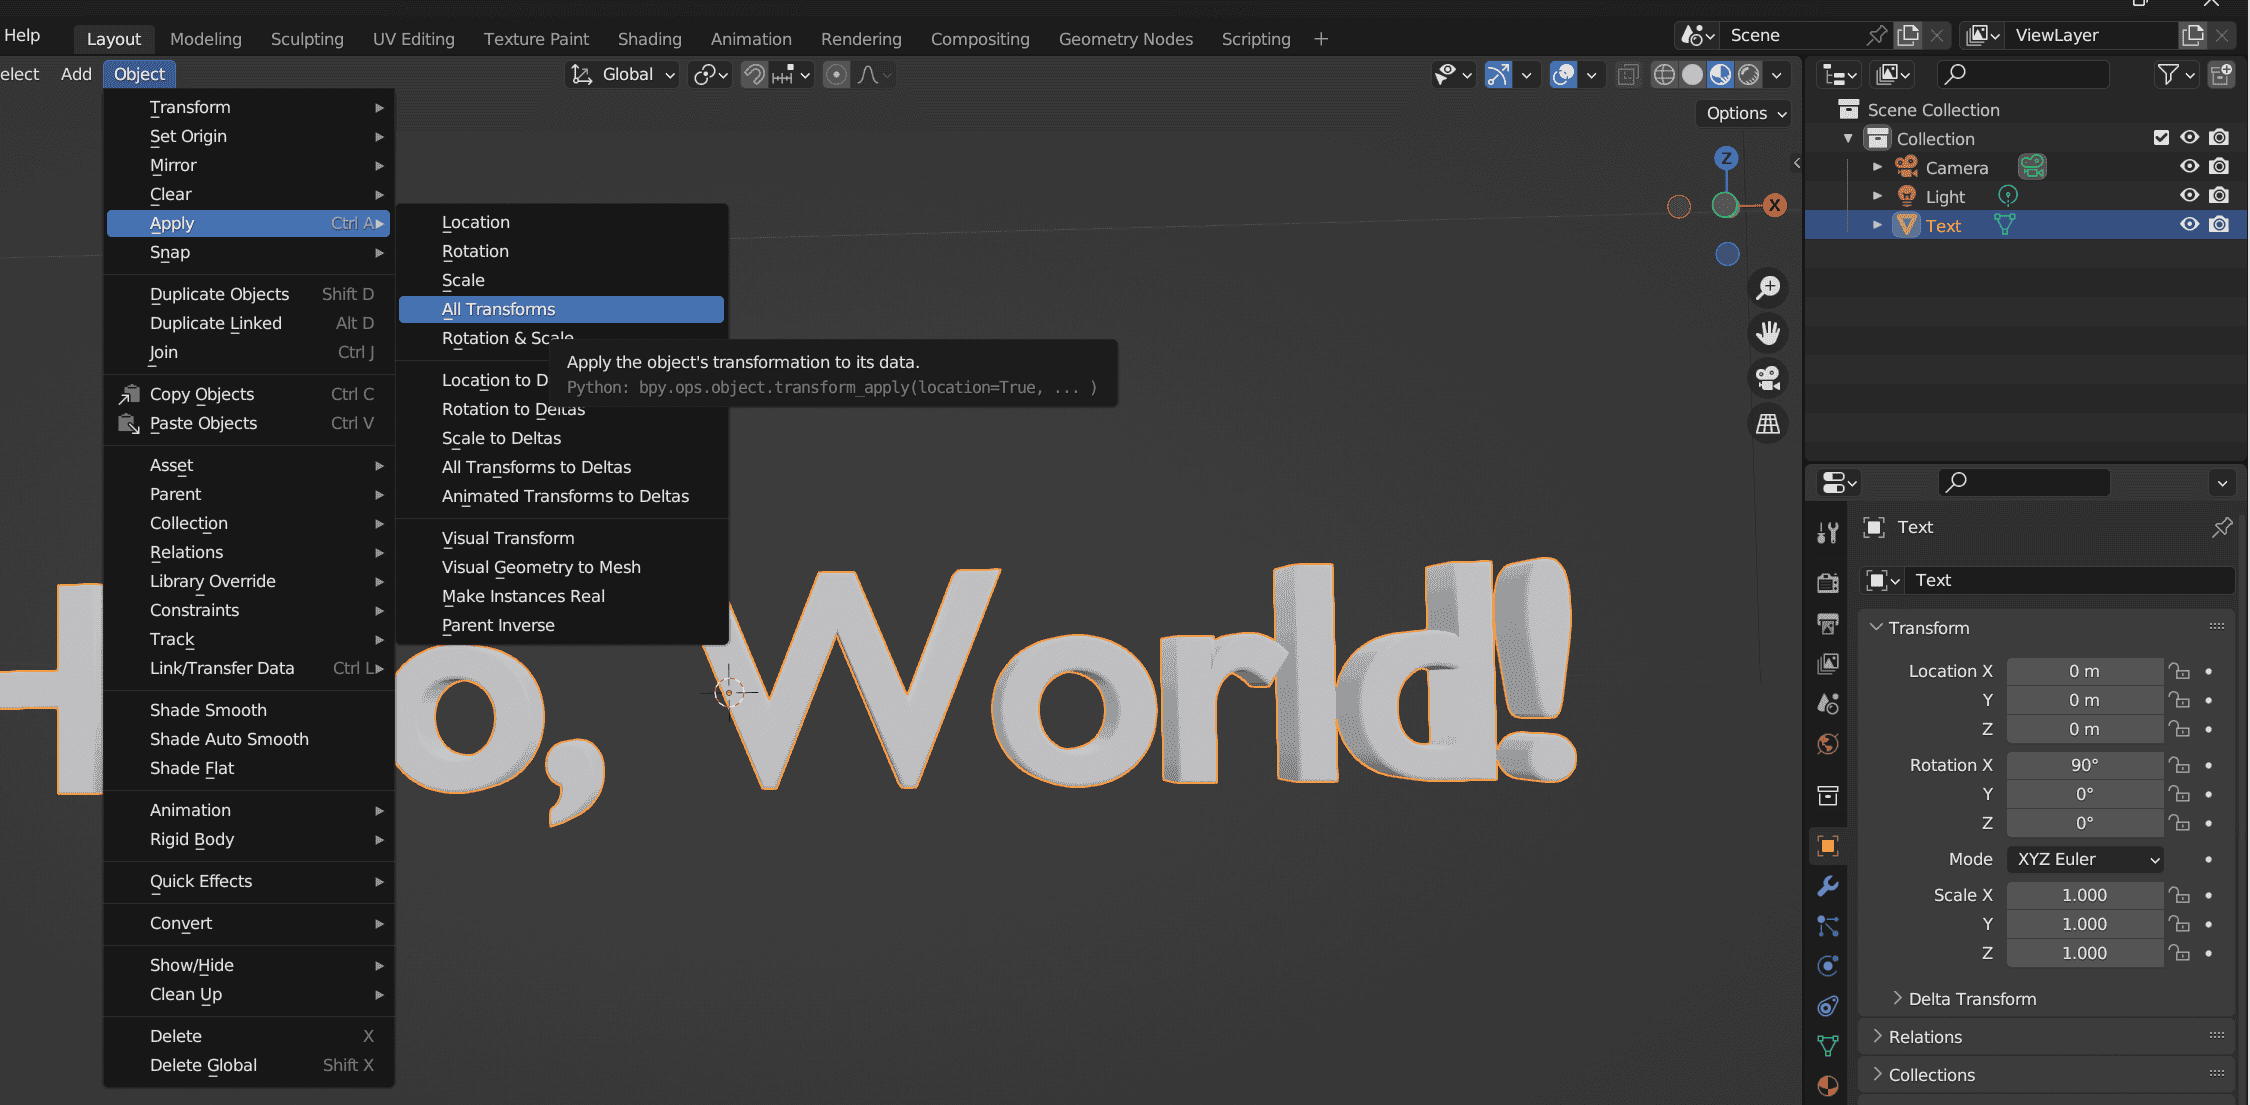 Help Layout Modeling Sculpting UV Editing Texture Paint Shading Animation Rendering Compositing Geometry Nodes Scripting + Scene ViewLayer
elect Add Object Global
Options
Transform
Set Origin
Mirror
Clear
Apply Ctrl A
Snap
Duplicate Objects Shift D
Duplicate Linked Alt D
Join Ctrl J
Copy Objects Ctrl C
Paste Objects Ctrl V
Asset
Parent
Collection
Relations
Library Override
Constraints
Track
Link/Transfer Data Ctrl L
Shade Smooth
Shade Auto Smooth
Shade Flat
Animation
Rigid Body
Quick Effects
Convert
Show/Hide
Clean Up
Delete X
Delete Global Shift X
Location
Rotation
Scale
All Transforms
Rotation & Scale
Location to D
Rotation to Deltas
Scale to Deltas
All Transforms to Deltas
Animated Transforms to Deltas
Visual Transform
Visual Geometry to Mesh
Make Instances Real
Parent Inverse
Apply the object's transformation to its data.
Python: bpy.ops.object.transform_apply(location=True, ... )
H o, World!
Z
X
Scene Collection
Collection
Camera
Light
Text
Text
Text
Transform
Location X 0 m
Y 0 m
Z 0 m
Rotation X 90°
Y 0°
Z 0°
Mode XYZ Euler
Scale X 1.000
Y 1.000
Z 1.000
Delta Transform
Relations
Collections